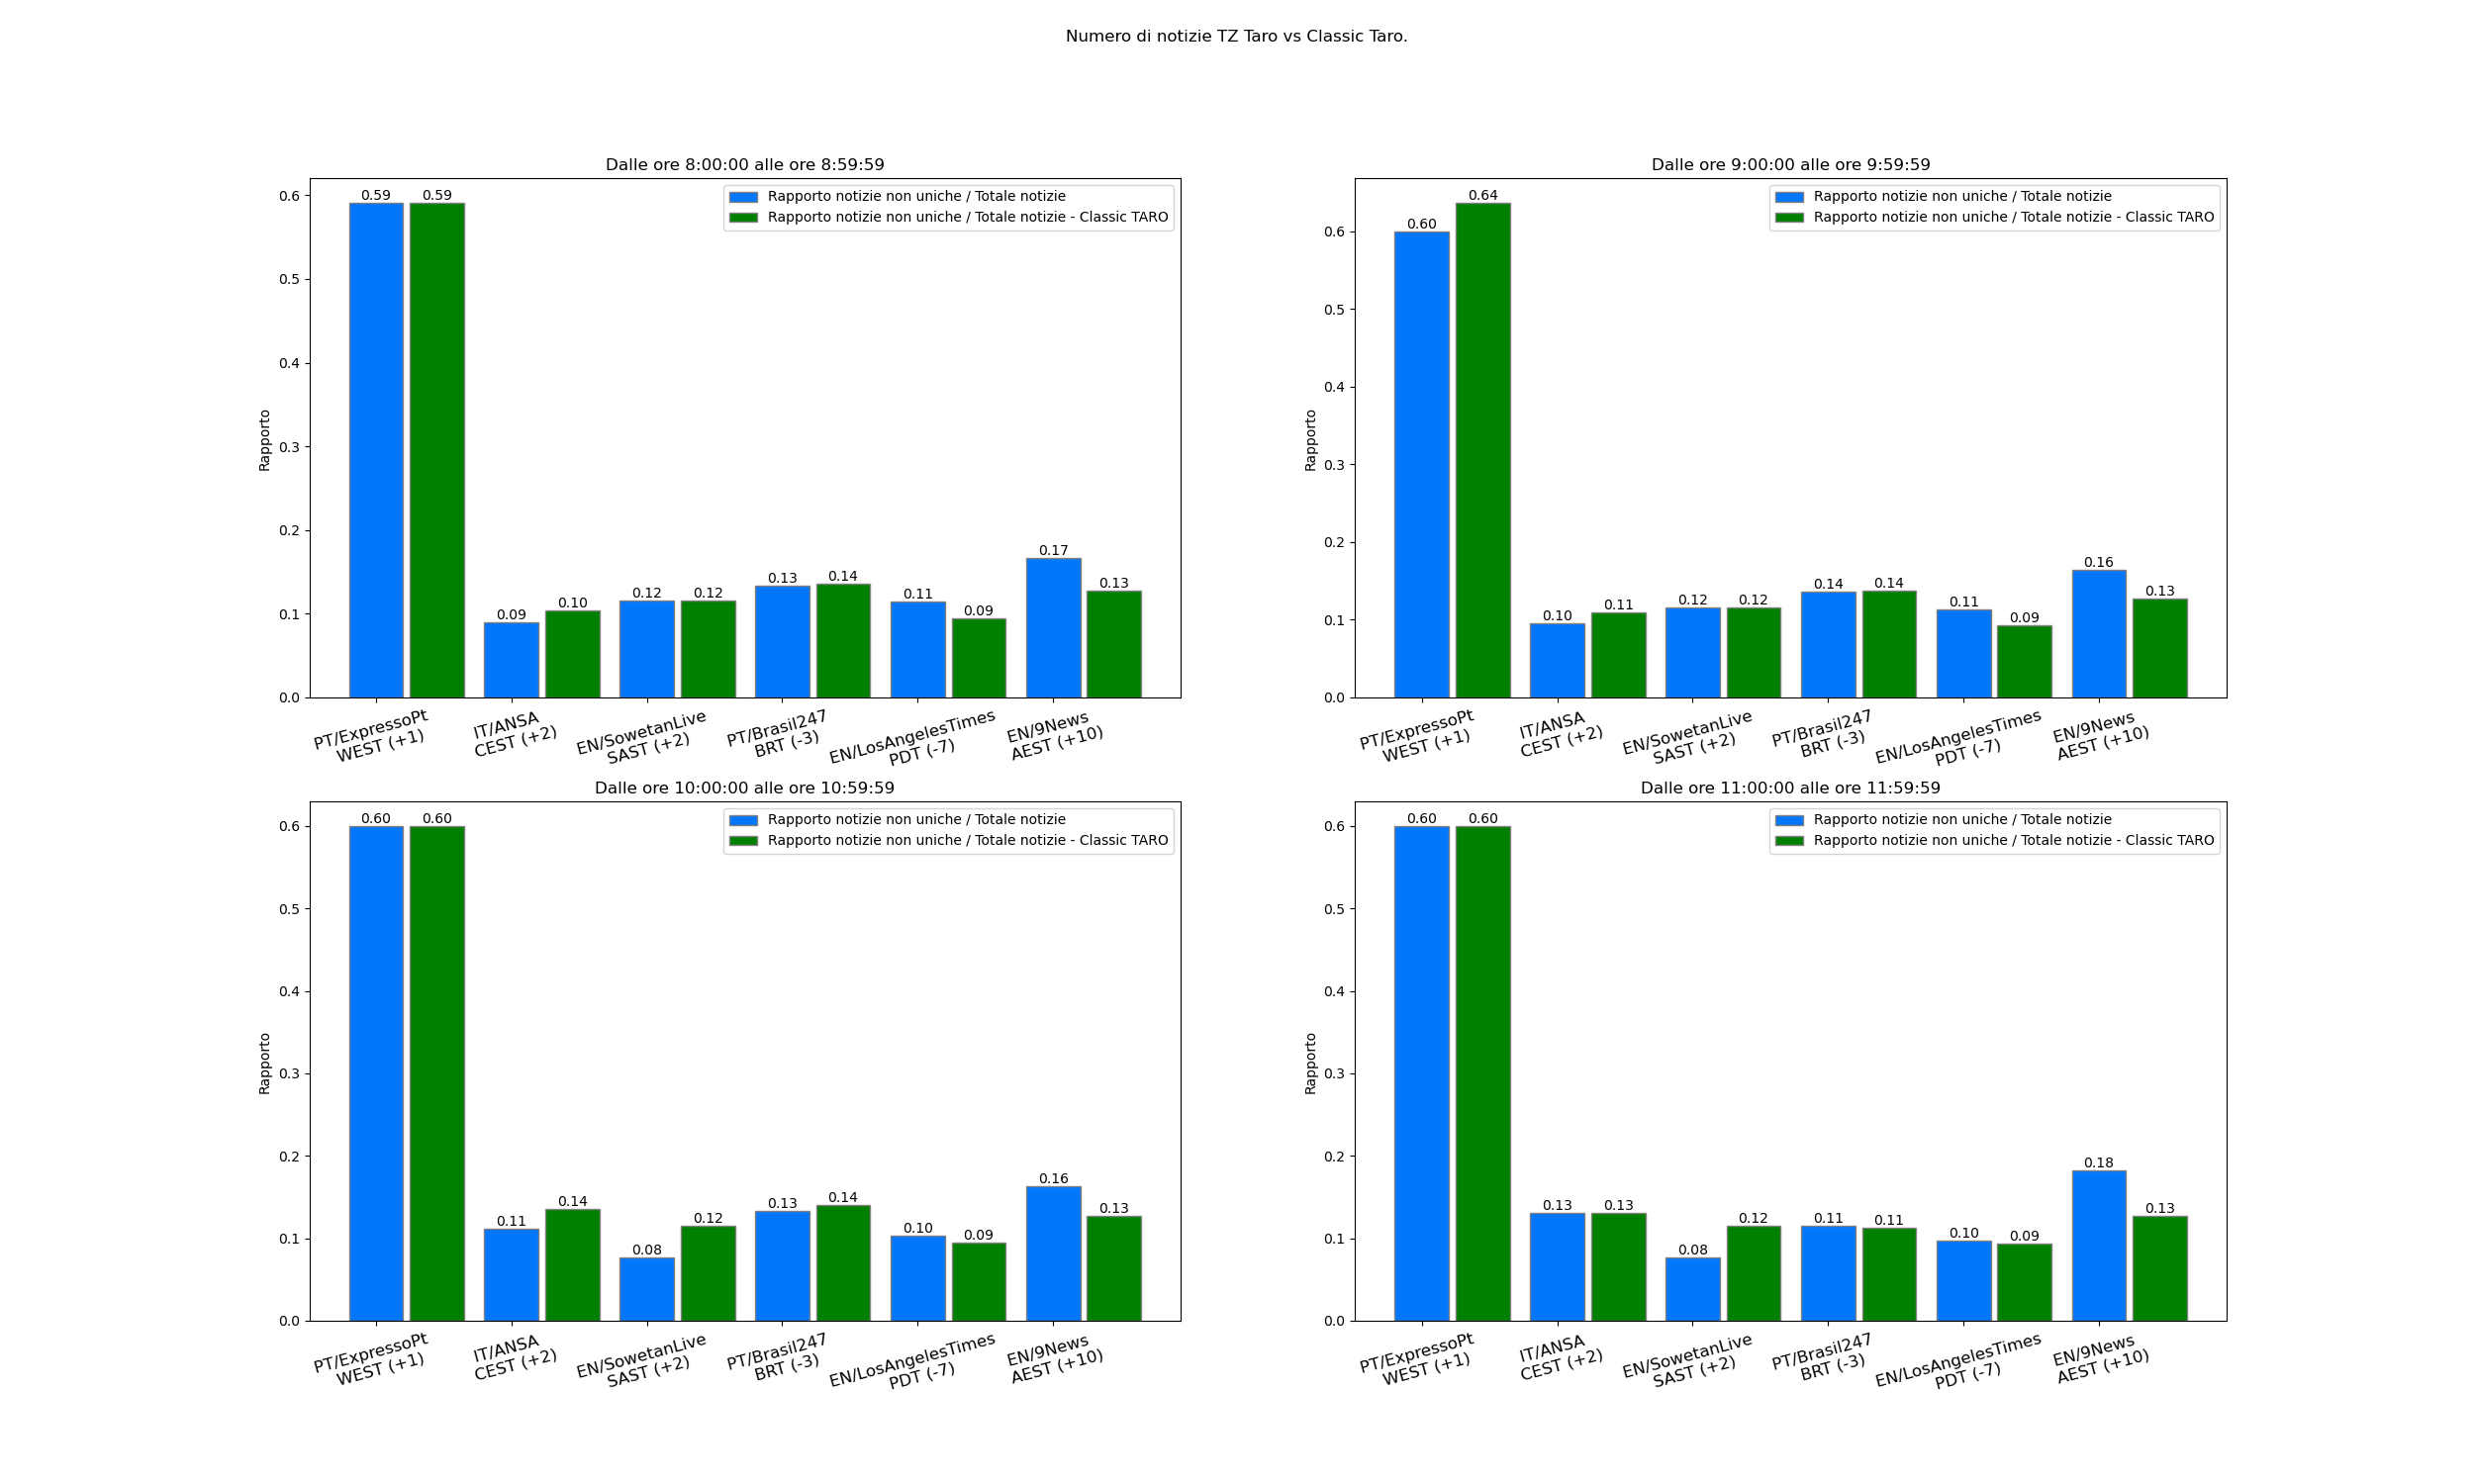 Numero di notizie TZ Taro vs Classic Taro.
Dalle ore 8:00:00 alle ore 8:59:59
Rapporto notizie non uniche / Totale notizie
Rapporto notizie non uniche / Totale notizie - Classic TARO
Rapporto
0.6
0.5
0.4
0.3
0.2
0.1
0.0
0.59
0.59
0.09
0.10
0.12
0.12
0.13
0.14
0.11
0.09
0.17
0.13
PT/ExpressoPt
WEST (+1)
IT/ANSA
CEST (+2)
EN/SowetanLive
SAST (+2)
PT/Brasil247
BRT (-3)
EN/LosAngelesTimes
PDT (-7)
EN/9News
AEST (+10)
Dalle ore 9:00:00 alle ore 9:59:59
Rapporto notizie non uniche / Totale notizie
Rapporto notizie non uniche / Totale notizie - Classic TARO
Rapporto
0.6
0.5
0.4
0.3
0.2
0.1
0.0
0.60
0.64
0.10
0.11
0.12
0.12
0.14
0.14
0.11
0.09
0.16
0.13
PT/ExpressoPt
WEST (+1)
IT/ANSA
CEST (+2)
EN/SowetanLive
SAST (+2)
PT/Brasil247
BRT (-3)
EN/LosAngelesTimes
PDT (-7)
EN/9News
AEST (+10)
Dalle ore 10:00:00 alle ore 10:59:59
Rapporto notizie non uniche / Totale notizie
Rapporto notizie non uniche / Totale notizie - Classic TARO
Rapporto
0.6
0.5
0.4
0.3
0.2
0.1
0.0
0.60
0.60
0.11
0.14
0.08
0.12
0.13
0.14
0.10
0.09
0.16
0.13
PT/ExpressoPt
WEST (+1)
IT/ANSA
CEST (+2)
EN/SowetanLive
SAST (+2)
PT/Brasil247
BRT (-3)
EN/LosAngelesTimes
PDT (-7)
EN/9News
AEST (+10)
Dalle ore 11:00:00 alle ore 11:59:59
Rapporto notizie non uniche / Totale notizie
Rapporto notizie non uniche / Totale notizie - Classic TARO
Rapporto
0.6
0.5
0.4
0.3
0.2
0.1
0.0
0.60
0.60
0.13
0.13
0.08
0.12
0.11
0.11
0.10
0.09
0.18
0.13
PT/ExpressoPt
WEST (+1)
IT/ANSA
CEST (+2)
EN/SowetanLive
SAST (+2)
PT/Brasil247
BRT (-3)
EN/LosAngelesTimes
PDT (-7)
EN/9News
AEST (+10)